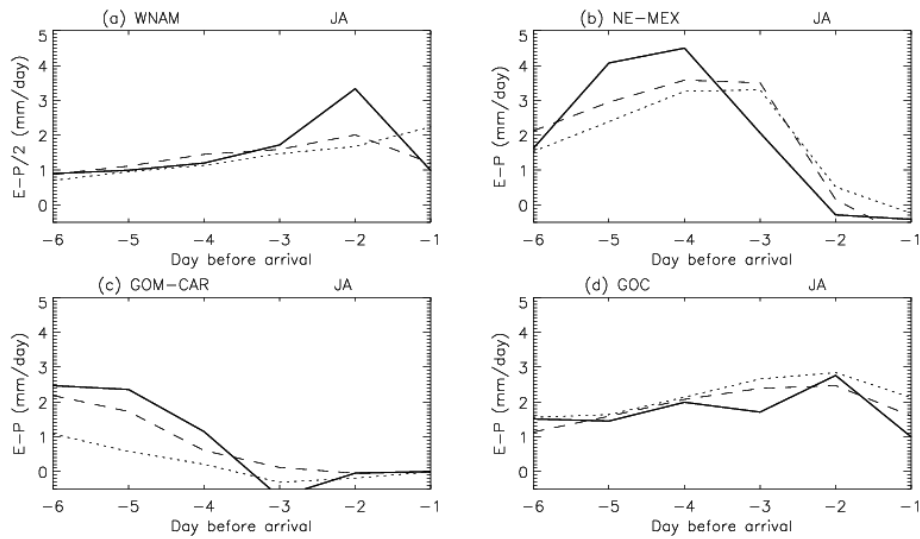 (a) WNAM JA
E-P/2 (mm/day)
5
4
3
2
1
0
-6 -5 -4 -3 -2 -1
Day before arrival
(b) NE-MEX JA
E-P (mm/day)
5
4
3
2
1
0
-6 -5 -4 -3 -2 -1
Day before arrival
(c) GOM-CAR JA
E-P (mm/day)
5
4
3
2
1
0
-6 -5 -4 -3 -2 -1
Day before arrival
(d) GOC JA
E-P (mm/day)
5
4
3
2
1
0
-6 -5 -4 -3 -2 -1
Day before arrival